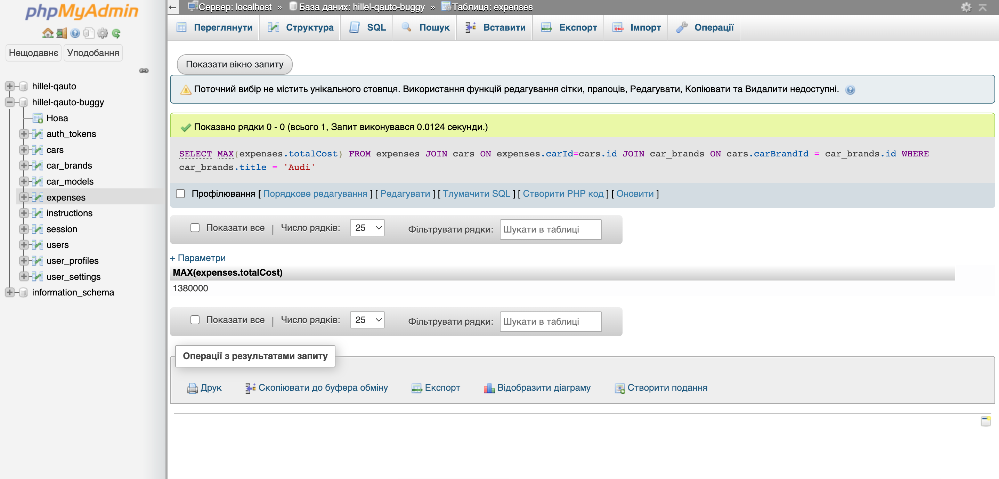 phpMyAdmin
Нещодавнє Уподобання
hillel-qauto
hillel-qauto-buggy
Нова
auth_tokens
cars
car_brands
car_models
expenses
instructions
session
users
user_profiles
user_settings
information_schema
Сервер: localhost » База даних: hillel-qauto-buggy » Таблиця: expenses
Переглянути Структура SQL Пошук Вставити Експорт Імпорт Операції
Показати вікно запиту
Поточний вибір не містить унікального стовпця. Використання функцій редагування сітки, прапоців, Редагувати, Копіювати та Видалити недоступні.
Показано рядки 0 - 0 (всього 1, Запит виконувався 0.0124 секунди.)
SELECT MAX(expenses.totalCost) FROM expenses JOIN cars ON expenses.carId=cars.id JOIN car_brands ON cars.carBrandId = car_brands.id WHERE
car_brands.title = 'Audi'
Профілювання [ Порядкове редагування ] [ Редагувати ] [ Тлумачити SQL ] [ Створити PHP код ] [ Оновити ]
Показати все | Число рядків: 25 Фільтрувати рядки: Шукати в таблиці
+ Параметри
MAX(expenses.totalCost)
1380000
Показати все | Число рядків: 25 Фільтрувати рядки: Шукати в таблиці
Операції з результатами запиту
Друк Скопіювати до буфера обміну Експорт Відобразити діаграму Створити подання